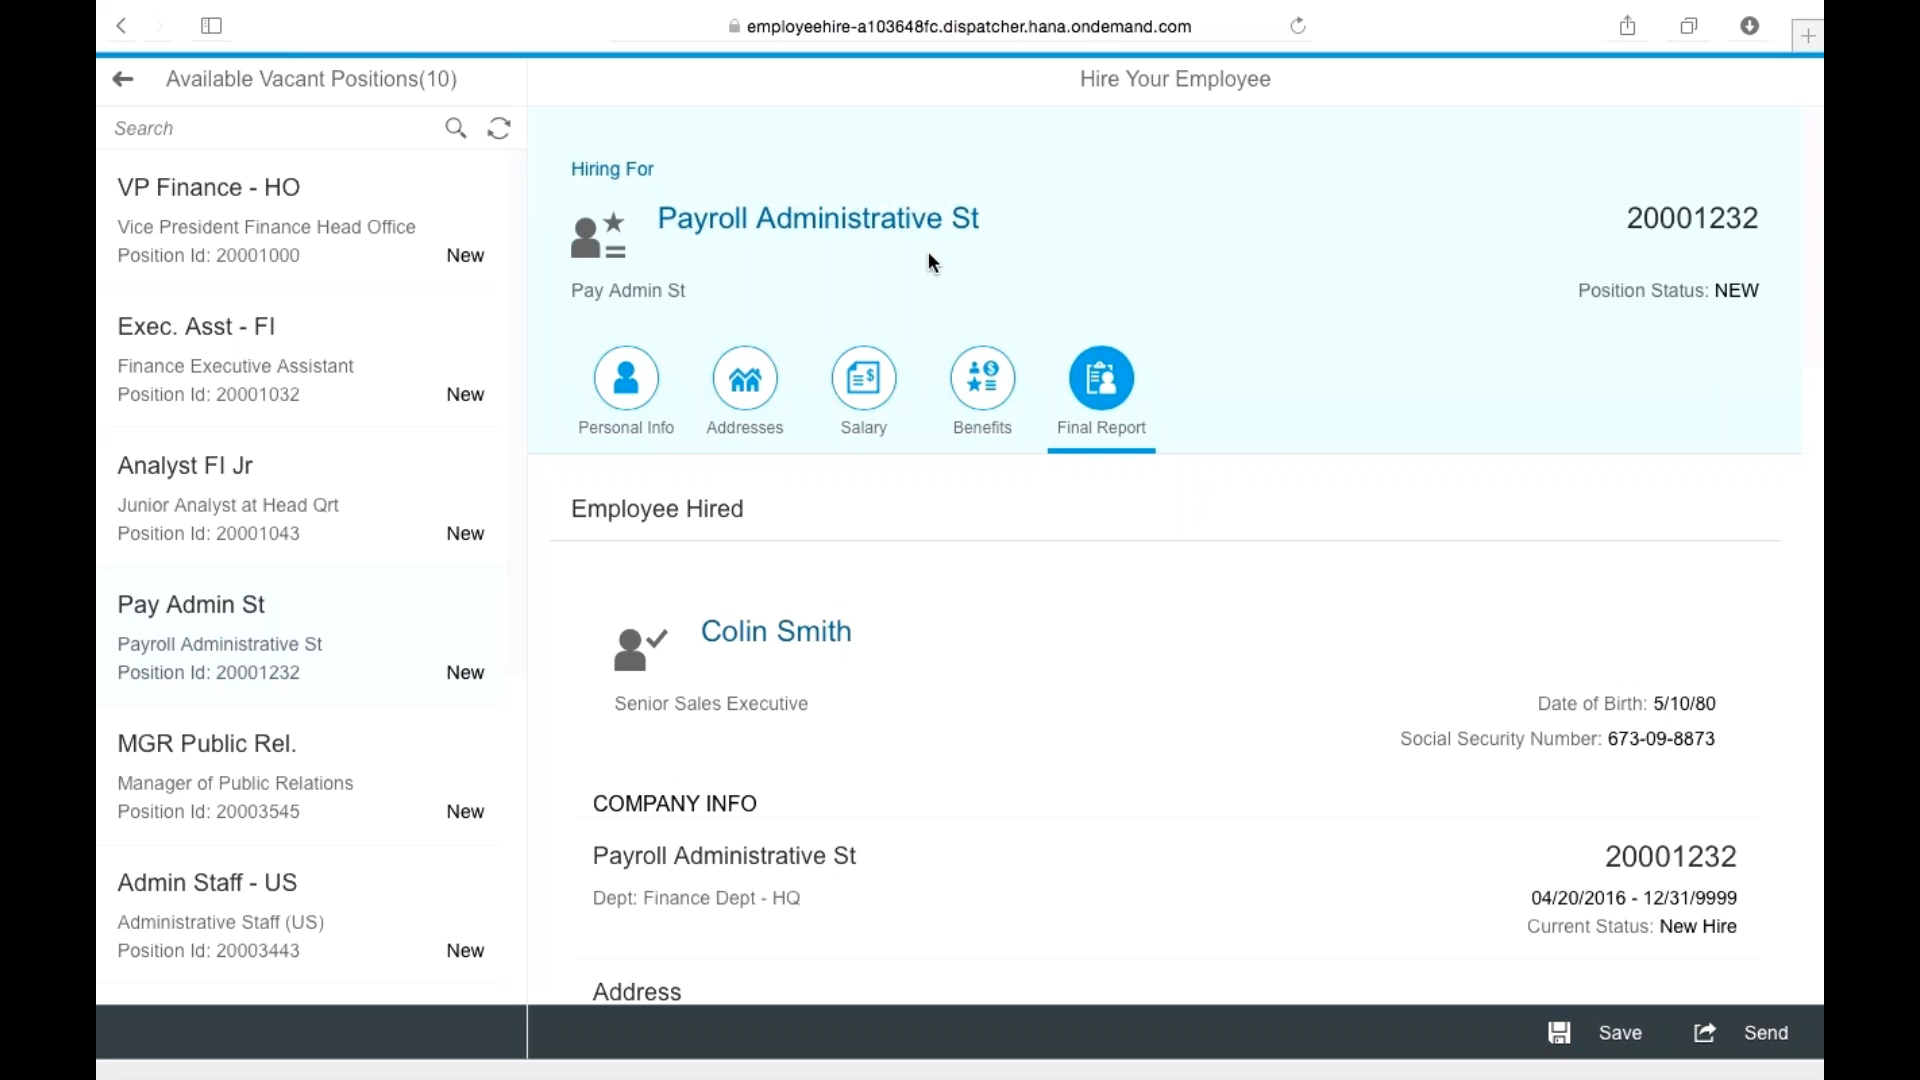 employeehire-a103648fc.dispatcher.hana.ondemand.com
Available Vacant Positions(10)
Hire Your Employee
Search
VP Finance - HO
Vice President Finance Head Office
Position Id: 20001000 New
Exec. Asst - FI
Finance Executive Assistant
Position Id: 20001032 New
Analyst FI Jr
Junior Analyst at Head Qrt
Position Id: 20001043 New
Pay Admin St
Payroll Administrative St
Position Id: 20001232 New
MGR Public Rel.
Manager of Public Relations
Position Id: 20003545 New
Admin Staff - US
Administrative Staff (US)
Position Id: 20003443 New
Hiring For
Payroll Administrative St 20001232
Pay Admin St Position Status: NEW
Personal Info Addresses Salary Benefits Final Report
Employee Hired
Colin Smith
Senior Sales Executive Date of Birth: 5/10/80
Social Security Number: 673-09-8873
COMPANY INFO
Payroll Administrative St 20001232
Dept: Finance Dept - HQ 04/20/2016 - 12/31/9999
Current Status: New Hire
Address
Save Send